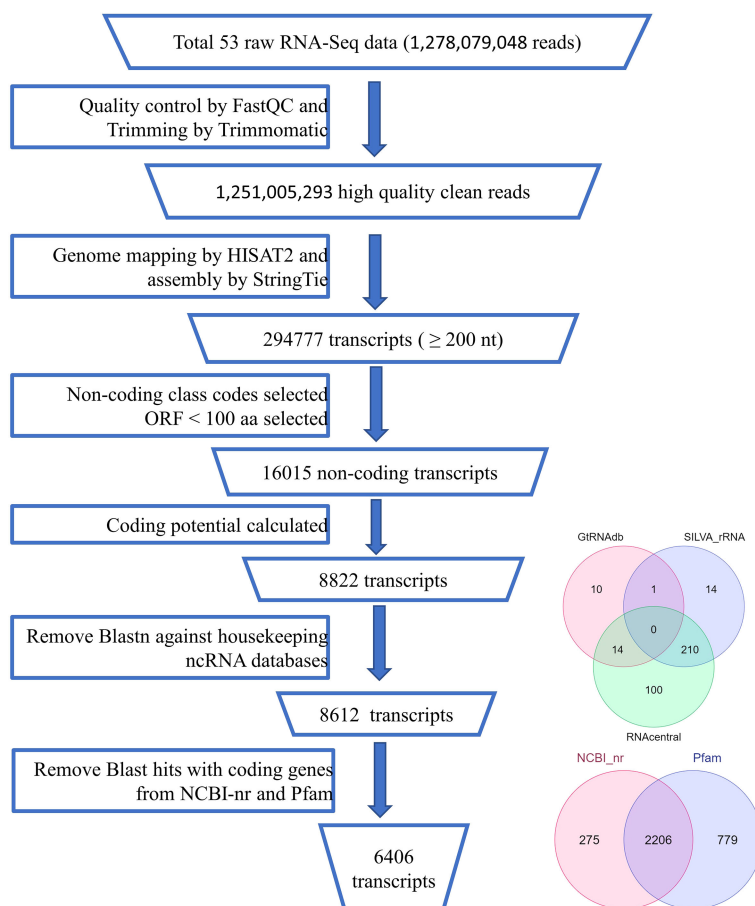 Total 53 raw RNA-Seq data (1,278,079,048 reads)
Quality control by FastQC and
Trimming by Trimmomatic
1,251,005,293 high quality clean reads
Genome mapping by HISAT2 and
assembly by StringTie
294777 transcripts ( ≥ 200 nt)
Non-coding class codes selected
ORF < 100 aa selected
16015 non-coding transcripts
Coding potential calculated
8822 transcripts
Remove Blastn against housekeeping
ncRNA databases
8612 transcripts
Remove Blast hits with coding genes
from NCBI-nr and Pfam
6406
transcripts
GtRNAdb
SILVA_rRNA
10
1
14
0
14
210
100
RNAcentral
NCBI_nr
Pfam
275
2206
779